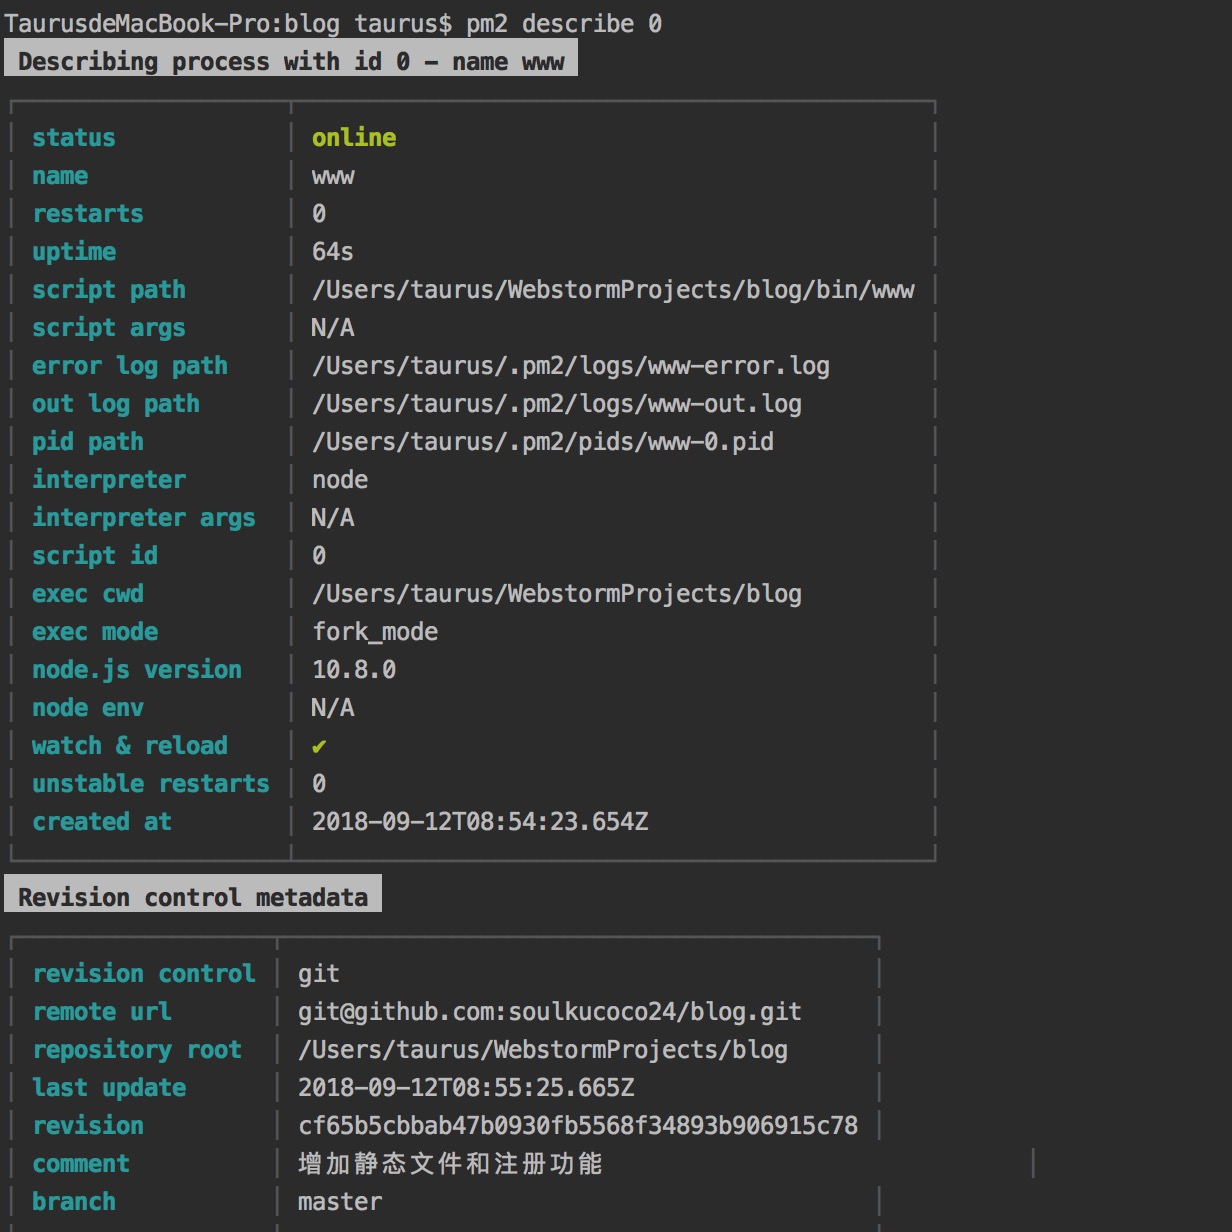 TaurusdeMacBook-Pro:blog taurus$ pm2 describe 0
Describing process with id 0 - name www
status online
name www
restarts 0
uptime 64s
script path /Users/taurus/WebstormProjects/blog/bin/www
script args N/A
error log path /Users/taurus/.pm2/logs/www-error.log
out log path /Users/taurus/.pm2/logs/www-out.log
pid path /Users/taurus/.pm2/pids/www-0.pid
interpreter node
interpreter args N/A
script id 0
exec cwd /Users/taurus/WebstormProjects/blog
exec mode fork_mode
node.js version 10.8.0
node env N/A
watch & reload ✔
unstable restarts 0
created at 2018-09-12T08:54:23.654Z
Revision control metadata
revision control git
remote url git@github.com:soulkucoco24/blog.git
repository root /Users/taurus/WebstormProjects/blog
last update 2018-09-12T08:55:25.665Z
revision cf65b5cbbab47b0930fb5568f34893b906915c78
comment 增加静态文件和注册功能
branch master